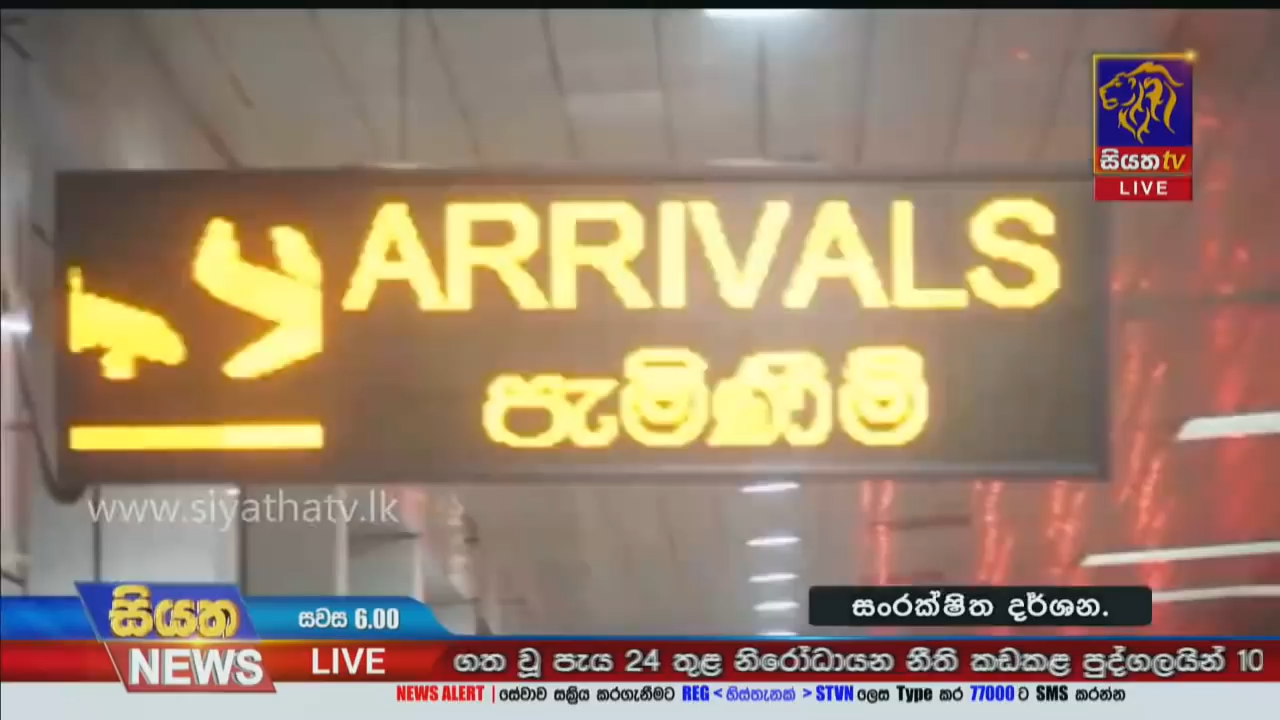 සියත tv
LIVE
ARRIVALS
පැමිණීම්
www.siyathatv.lk
සංරක්ෂිත දර්ශන.
සියත
NEWS
සවස 6.00
LIVE
ගත වූ පැය 24 තුළ නිරෝධායන නීති කඩකළ පුද්ගලයින් 10
NEWS ALERT | සේවාව සක්‍රිය කරගැනීමට REG < හිස්තැනක් > STVN ලෙස Type කර 77000 ට SMS කරන්න